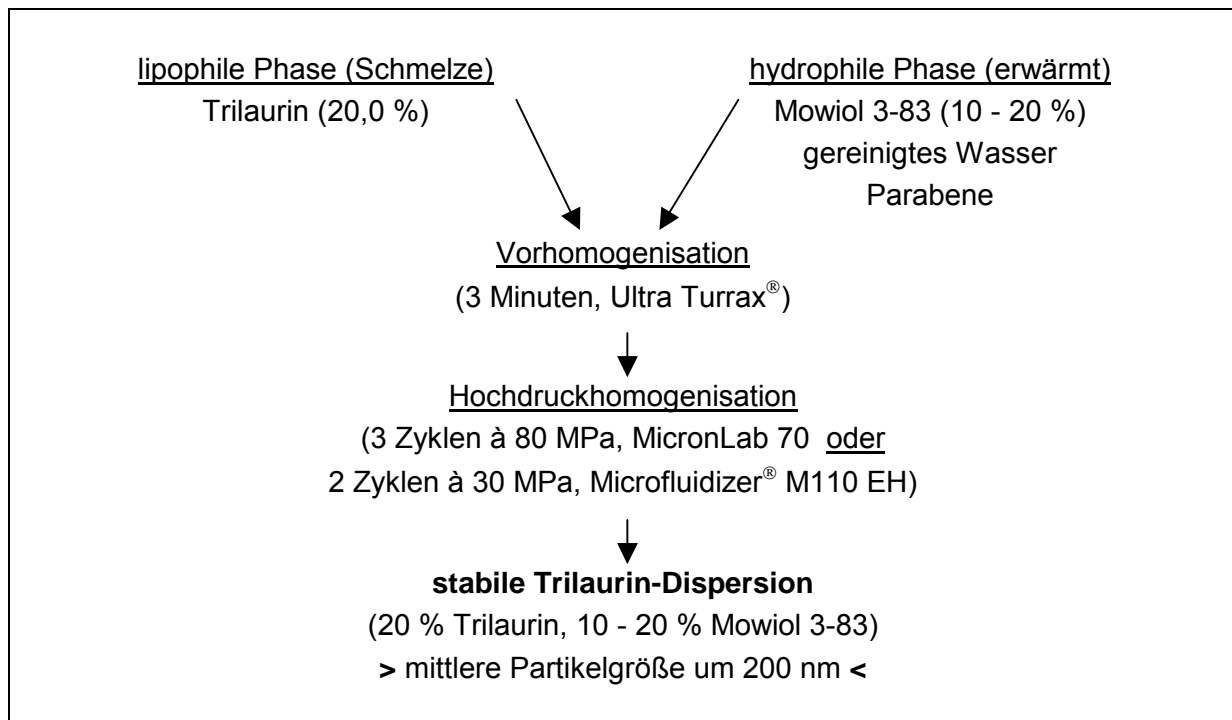 lipophile Phase (Schmelze)
Trilaurin (20,0 %)
hydrophile Phase (erwärmt)
Mowiol 3-83 (10 - 20 %)
gereinigtes Wasser
Parabene
Vorhomogenisation
(3 Minuten, Ultra Turrax®)
Hochdruckhomogenisation
(3 Zyklen à 80 MPa, MicronLab 70 oder
2 Zyklen à 30 MPa, Microfluidizer® M110 EH)
stabile Trilaurin-Dispersion
(20 % Trilaurin, 10 - 20 % Mowiol 3-83)
> mittlere Partikelgröße um 200 nm <